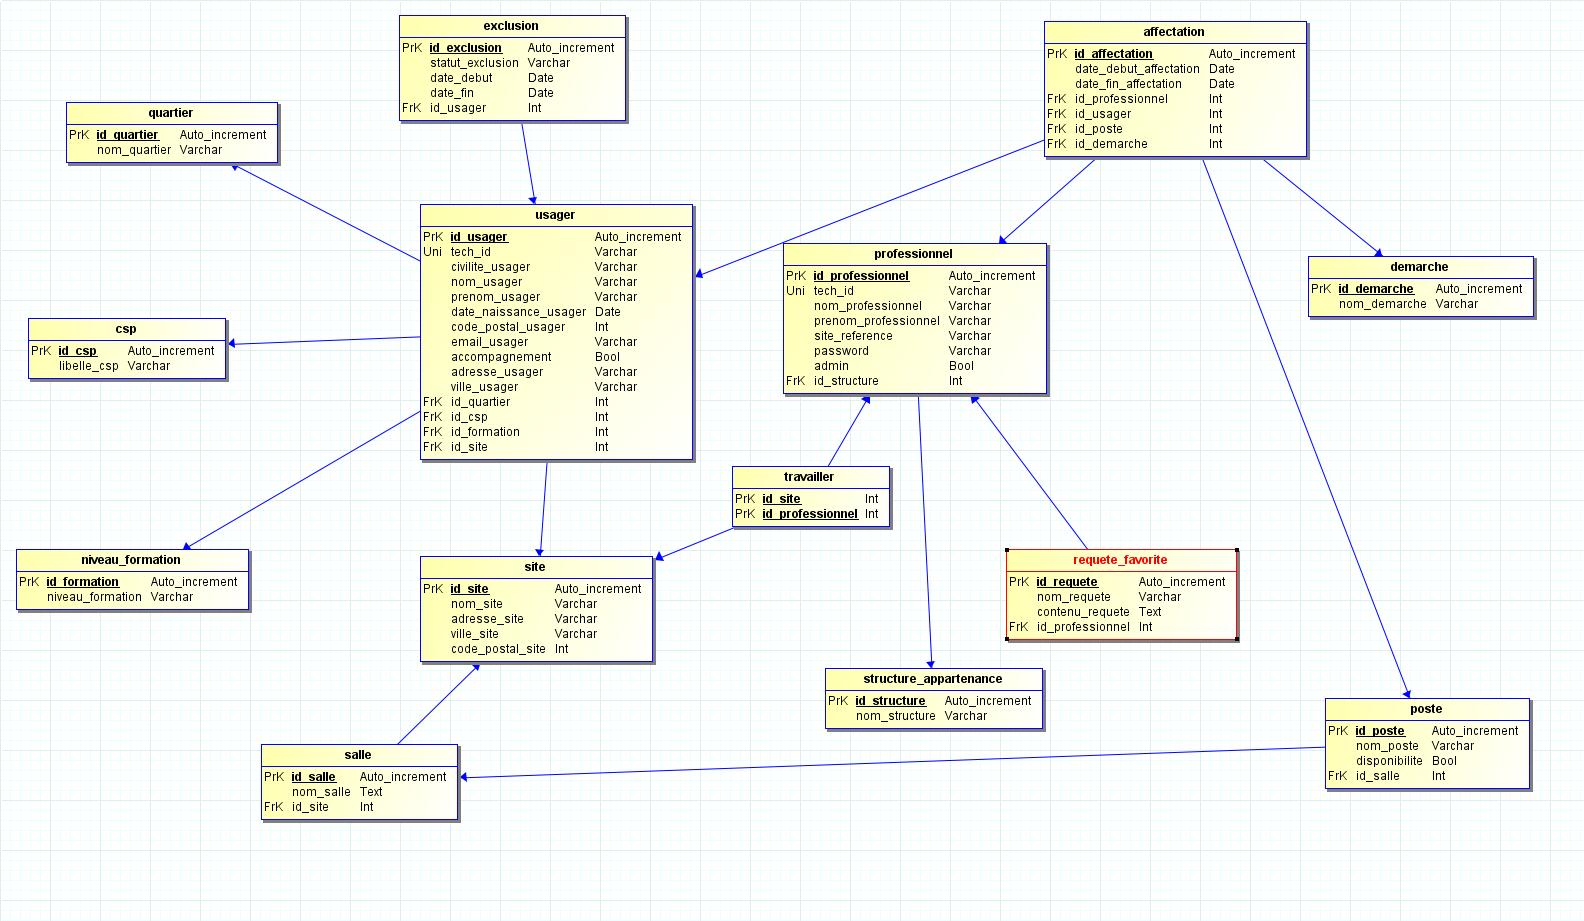 exclusion
PrK id_exclusion Auto_increment
statut_exclusion Varchar
date_debut Date
date_fin Date
FrK id_usager Int
affectation
PrK id_affectation Auto_increment
date_debut_affectation Date
date_fin_affectation Date
FrK id_professionnel Int
FrK id_usager Int
FrK id_poste Int
FrK id_demarche Int
quartier
PrK id_quartier Auto_increment
nom_quartier Varchar
usager
PrK id_usager Auto_increment
Uni tech_id Varchar
civilite_usager Varchar
nom_usager Varchar
prenom_usager Varchar
date_naissance_usager Date
code_postal_usager Int
email_usager Varchar
accompagnement Bool
adresse_usager Varchar
ville_usager Varchar
FrK id_quartier Int
FrK id_csp Int
FrK id_formation Int
FrK id_site Int
professionnel
PrK id_professionnel Auto_increment
Uni tech_id Varchar
nom_professionnel Varchar
prenom_professionnel Varchar
site_reference Varchar
password Varchar
admin Bool
FrK id_structure Int
demarche
PrK id_demarche Auto_increment
nom_demarche Varchar
csp
PrK id_csp Auto_increment
libelle_csp Varchar
travailler
PrK id_site Int
PrK id_professionnel Int
niveau_formation
PrK id_formation Auto_increment
niveau_formation Varchar
site
PrK id_site Auto_increment
nom_site Varchar
adresse_site Varchar
ville_site Varchar
code_postal_site Int
requete_favorite
PrK id_requete Auto_increment
nom_requete Varchar
contenu_requete Text
FrK id_professionnel Int
structure_appartenance
PrK id_structure Auto_increment
nom_structure Varchar
poste
PrK id_poste Auto_increment
nom_poste Varchar
disponibilite Bool
FrK id_salle Int
salle
PrK id_salle Auto_increment
nom_salle Text
FrK id_site Int